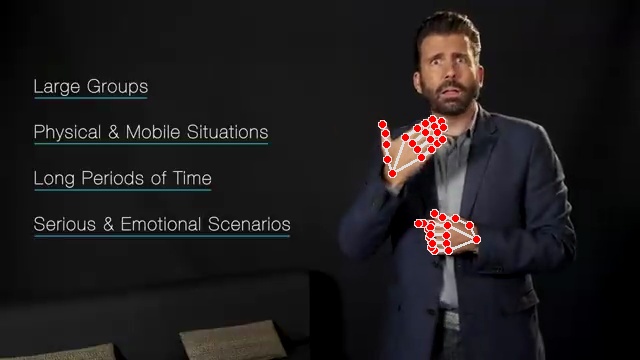 Large Groups
Physical & Mobile Situations
Long Periods of Time
Serious & Emotional Scenarios